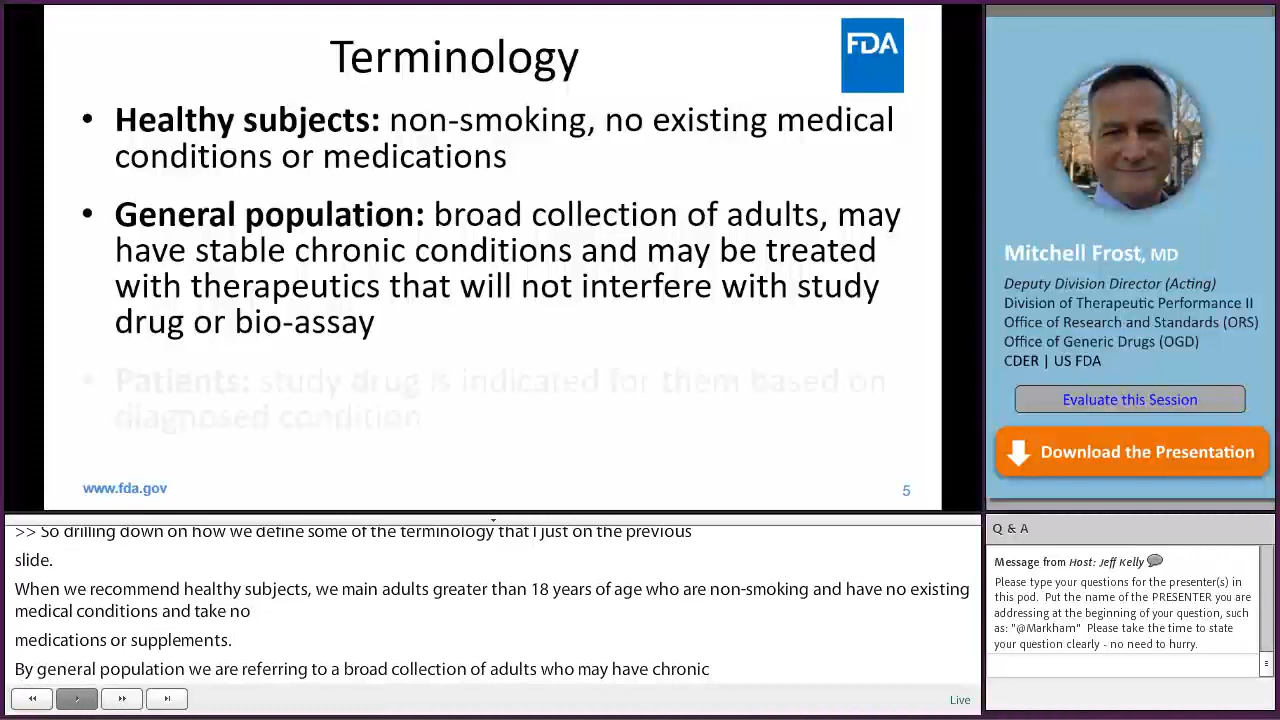 Terminology
FDA
• Healthy subjects: non-smoking, no existing medical
conditions or medications
• General population: broad collection of adults, may
have stable chronic conditions and may be treated
with therapeutics that will not interfere with study
drug or bio-assay
• Patients: study drug is indicated for them based on
diagnosed condition
www.fda.gov
5
>> So drilling down on how we define some of the terminology that I just on the previous
slide.
When we recommend healthy subjects, we main adults greater than 18 years of age who are non-smoking and have no existing
medical conditions and take no
medications or supplements.
By general population we are referring to a broad collection of adults who may have chronic
Live
Mitchell Frost, MD
Deputy Division Director (Acting)
Division of Therapeutic Performance II
Office of Research and Standards (ORS)
Office of Generic Drugs (OGD)
CDER | US FDA
Evaluate this Session
Download the Presentation
Q & A
Message from Host: Jeff Kelly
Please type your questions for the presenter(s) in
this pod. Put the name of the PRESENTER you are
addressing at the beginning of your question, such
as: "@Markham" Please take the time to state
your question clearly - no need to hurry.